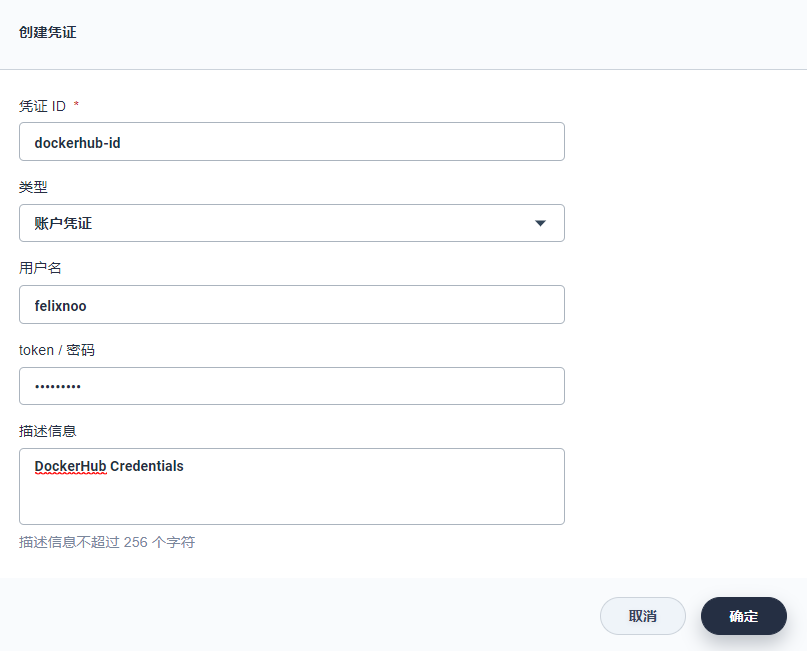 创建凭证
凭证 ID *
dockerhub-id
类型
账户凭证
用户名
felixnoo
token / 密码
•••••••••
描述信息
DockerHub Credentials
描述信息不超过 256 个字符
取消 确定